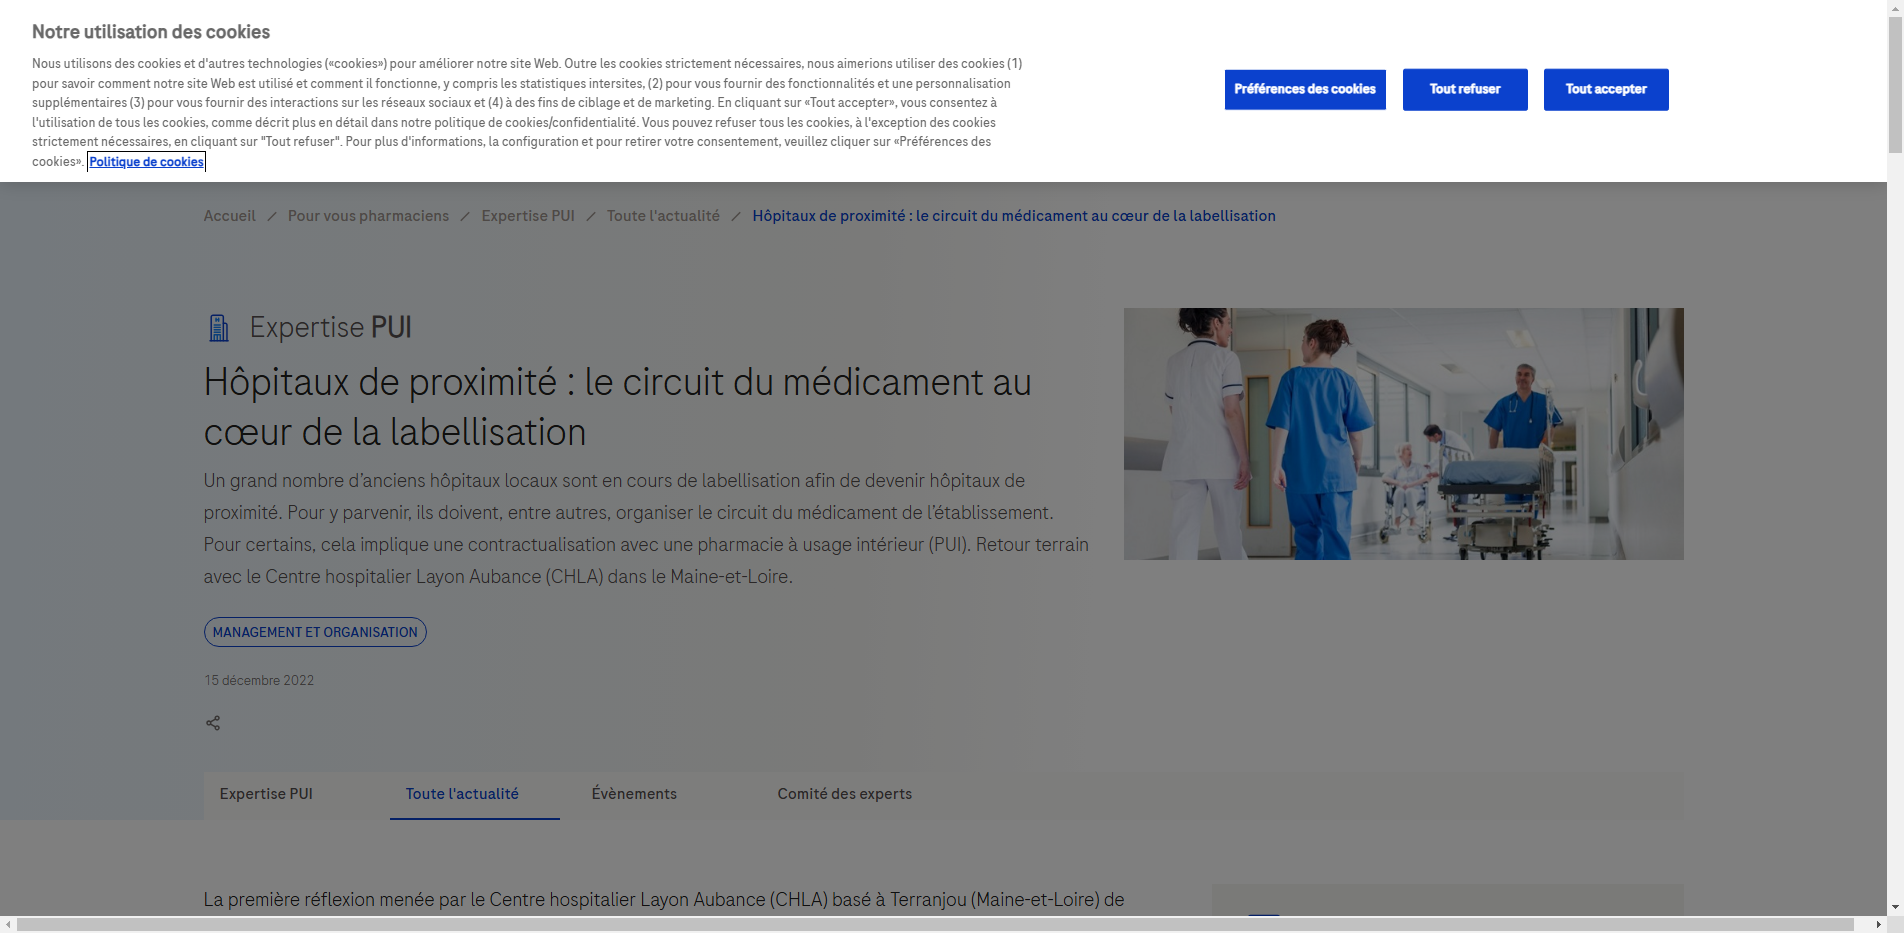 Notre utilisation des cookies
Nous utilisons des cookies et d'autres technologies («cookies») pour améliorer notre site Web. Outre les cookies strictement nécessaires, nous aimerions utiliser des cookies (1)
pour savoir comment notre site Web est utilisé et comment il fonctionne, y compris les statistiques intersites, (2) pour vous fournir des fonctionnalités et une personnalisation
supplémentaires (3) pour vous fournir des interactions sur les réseaux sociaux et (4) à des fins de ciblage et de marketing. En cliquant sur «Tout accepter», vous consentez à
l'utilisation de tous les cookies, comme décrit plus en détail dans notre politique de cookies/confidentialité. Vous pouvez refuser tous les cookies, à l'exception des cookies
strictement nécessaires, en cliquant sur "Tout refuser". Pour plus d'informations, la configuration et pour retirer votre consentement, veuillez cliquer sur «Préférences des
cookies». Politique de cookies
Préférences des cookies
Tout refuser
Tout accepter
Accueil / Pour vous pharmaciens / Expertise PUI / Toute l'actualité / Hôpitaux de proximité : le circuit du médicament au cœur de la labellisation
Expertise PUI
Hôpitaux de proximité : le circuit du médicament au
cœur de la labellisation
Un grand nombre d’anciens hôpitaux locaux sont en cours de labellisation afin de devenir hôpitaux de
proximité. Pour y parvenir, ils doivent, entre autres, organiser le circuit du médicament de l’établissement.
Pour certains, cela implique une contractualisation avec une pharmacie à usage intérieur (PUI). Retour terrain
avec le Centre hospitalier Layon Aubance (CHLA) dans le Maine-et-Loire.
MANAGEMENT ET ORGANISATION
15 décembre 2022
Expertise PUI
Toute l'actualité
Évènements
Comité des experts
La première réflexion menée par le Centre hospitalier Layon Aubance (CHLA) basé à Terranjou (Maine-et-Loire) de